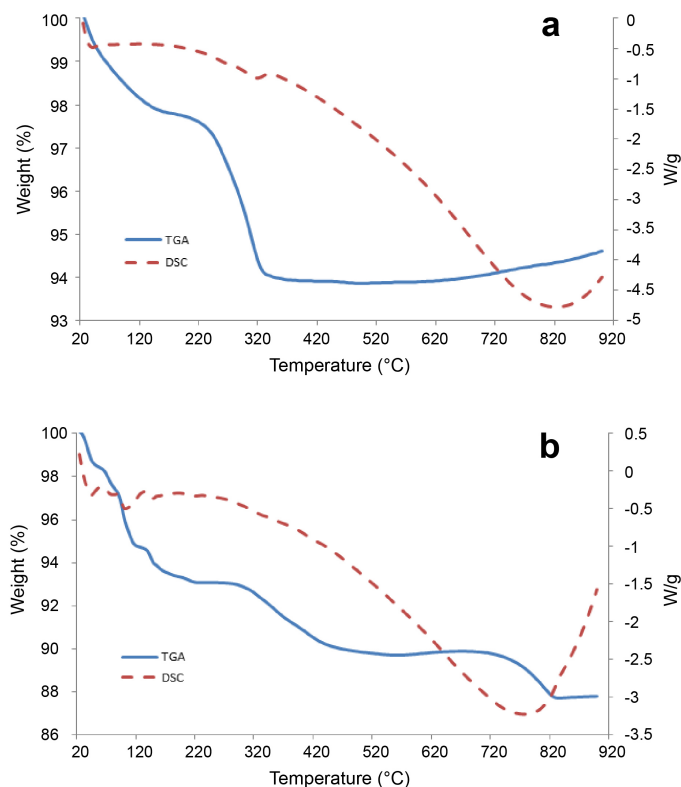 a
100
99
98
97
96
95
94
93
Weight (%)
0
-0.5
-1
-1.5
-2
-2.5
-3
-3.5
-4
-4.5
-5
W/g
TGA
DSC
20 120 220 320 420 520 620 720 820 920
Temperature (°C)
b
100
98
96
94
92
90
88
86
Weight (%)
0.5
0
-0.5
-1
-1.5
-2
-2.5
-3
-3.5
W/g
TGA
DSC
20 120 220 320 420 520 620 720 820 920
Temperature (°C)